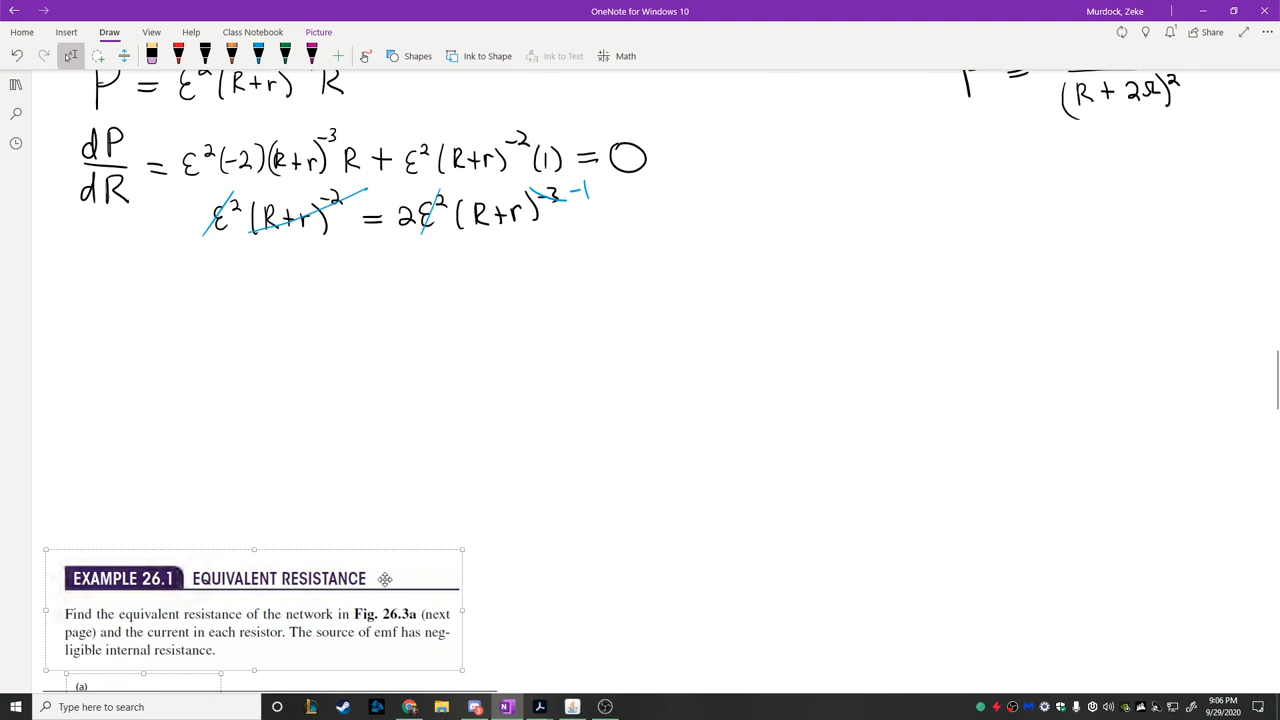 OneNote for Windows 10
Murdock, Zeke
Home Insert Draw View Help Class Notebook Shapes Picture Share
Shapes Ink to Shape Ink to Text Math
P = ε²(R+r) R
(R + 2Ω)²
dP/dR = ε²(-2)(R+r)⁻³R + ε²(R+r)⁻²(1) = 0
ε²(R+r)⁻² = 2ε²(R+r)⁻³ -1
EXAMPLE 26.1 EQUIVALENT RESISTANCE
Find the equivalent resistance of the network in Fig. 26.3a (next
page) and the current in each resistor. The source of emf has neg-
ligible internal resistance.
(a)
Type here to search
9:06 PM
9/29/2020